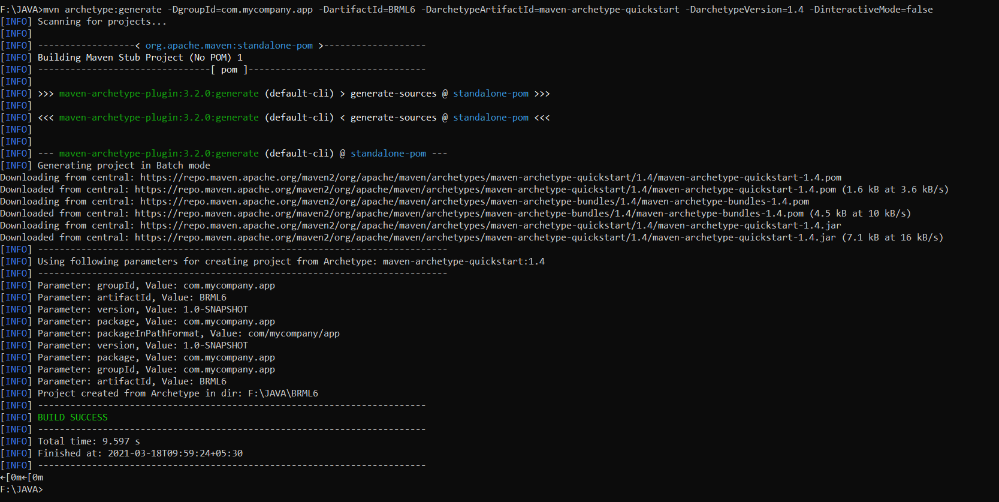 F:\JAVA>mvn archetype:generate -DgroupId=com.mycompany.app -DartifactId=BRML6 -DarchetypeArtifactId=maven-archetype-quickstart -DarchetypeVersion=1.4 -DinteractiveMode=false
[INFO] Scanning for projects...
[INFO]
[INFO] ------------------< org.apache.maven:standalone-pom >-------------------
[INFO] Building Maven Stub Project (No POM) 1
[INFO] --------------------------------[ pom ]---------------------------------
[INFO]
[INFO] >>> maven-archetype-plugin:3.2.0:generate (default-cli) > generate-sources @ standalone-pom >>>
[INFO]
[INFO] <<< maven-archetype-plugin:3.2.0:generate (default-cli) < generate-sources @ standalone-pom <<<
[INFO]
[INFO]
[INFO] --- maven-archetype-plugin:3.2.0:generate (default-cli) @ standalone-pom ---
[INFO] Generating project in Batch mode
Downloading from central: https://repo.maven.apache.org/maven2/org/apache/maven/archetypes/maven-archetype-quickstart/1.4/maven-archetype-quickstart-1.4.pom
Downloaded from central: https://repo.maven.apache.org/maven2/org/apache/maven/archetypes/maven-archetype-quickstart/1.4/maven-archetype-quickstart-1.4.pom (1.6 kB at 3.6 kB/s)
Downloading from central: https://repo.maven.apache.org/maven2/org/apache/maven/archetypes/maven-archetype-bundles/1.4/maven-archetype-bundles-1.4.pom
Downloaded from central: https://repo.maven.apache.org/maven2/org/apache/maven/archetypes/maven-archetype-bundles/1.4/maven-archetype-bundles-1.4.pom (4.5 kB at 10 kB/s)
Downloading from central: https://repo.maven.apache.org/maven2/org/apache/maven/archetypes/maven-archetype-quickstart/1.4/maven-archetype-quickstart-1.4.jar
Downloaded from central: https://repo.maven.apache.org/maven2/org/apache/maven/archetypes/maven-archetype-quickstart/1.4/maven-archetype-quickstart-1.4.jar (7.1 kB at 16 kB/s)
[INFO] ----------------------------------------------------------------------------
[INFO] Using following parameters for creating project from Archetype: maven-archetype-quickstart:1.4
[INFO] ----------------------------------------------------------------------------
[INFO] Parameter: groupId, Value: com.mycompany.app
[INFO] Parameter: artifactId, Value: BRML6
[INFO] Parameter: version, Value: 1.0-SNAPSHOT
[INFO] Parameter: package, Value: com.mycompany.app
[INFO] Parameter: packageInPathFormat, Value: com/mycompany/app
[INFO] Parameter: version, Value: 1.0-SNAPSHOT
[INFO] Parameter: package, Value: com.mycompany.app
[INFO] Parameter: groupId, Value: com.mycompany.app
[INFO] Parameter: artifactId, Value: BRML6
[INFO] Project created from Archetype in dir: F:\JAVA\BRML6
[INFO] ------------------------------------------------------------------------
[INFO] BUILD SUCCESS
[INFO] ------------------------------------------------------------------------
[INFO] Total time: 9.597 s
[INFO] Finished at: 2021-03-18T09:59:24+05:30
[INFO] ------------------------------------------------------------------------
←[0m←[0m
F:\JAVA>